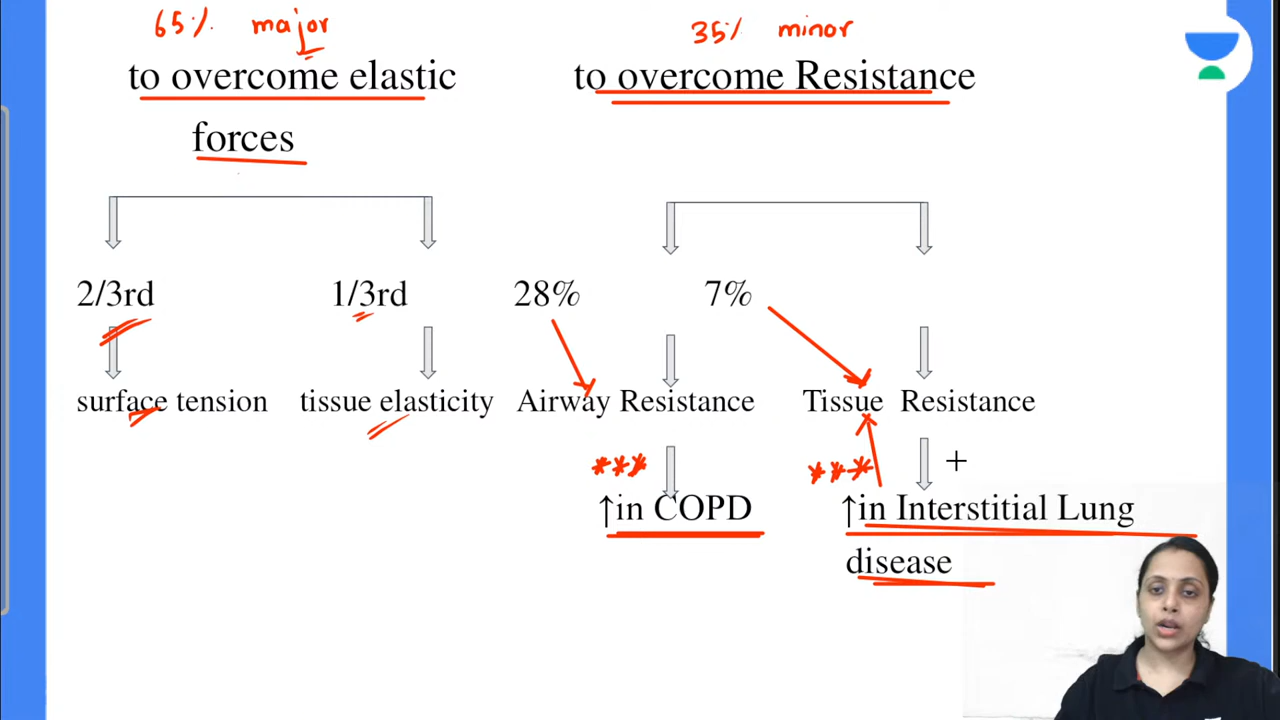 65% major
35% minor
to overcome elastic
forces
to overcome Resistance
2/3rd
1/3rd
28%
7%
surface tension
tissue elasticity
Airway Resistance
Tissue Resistance
***
***
+
↑in COPD
↑in Interstitial Lung
disease